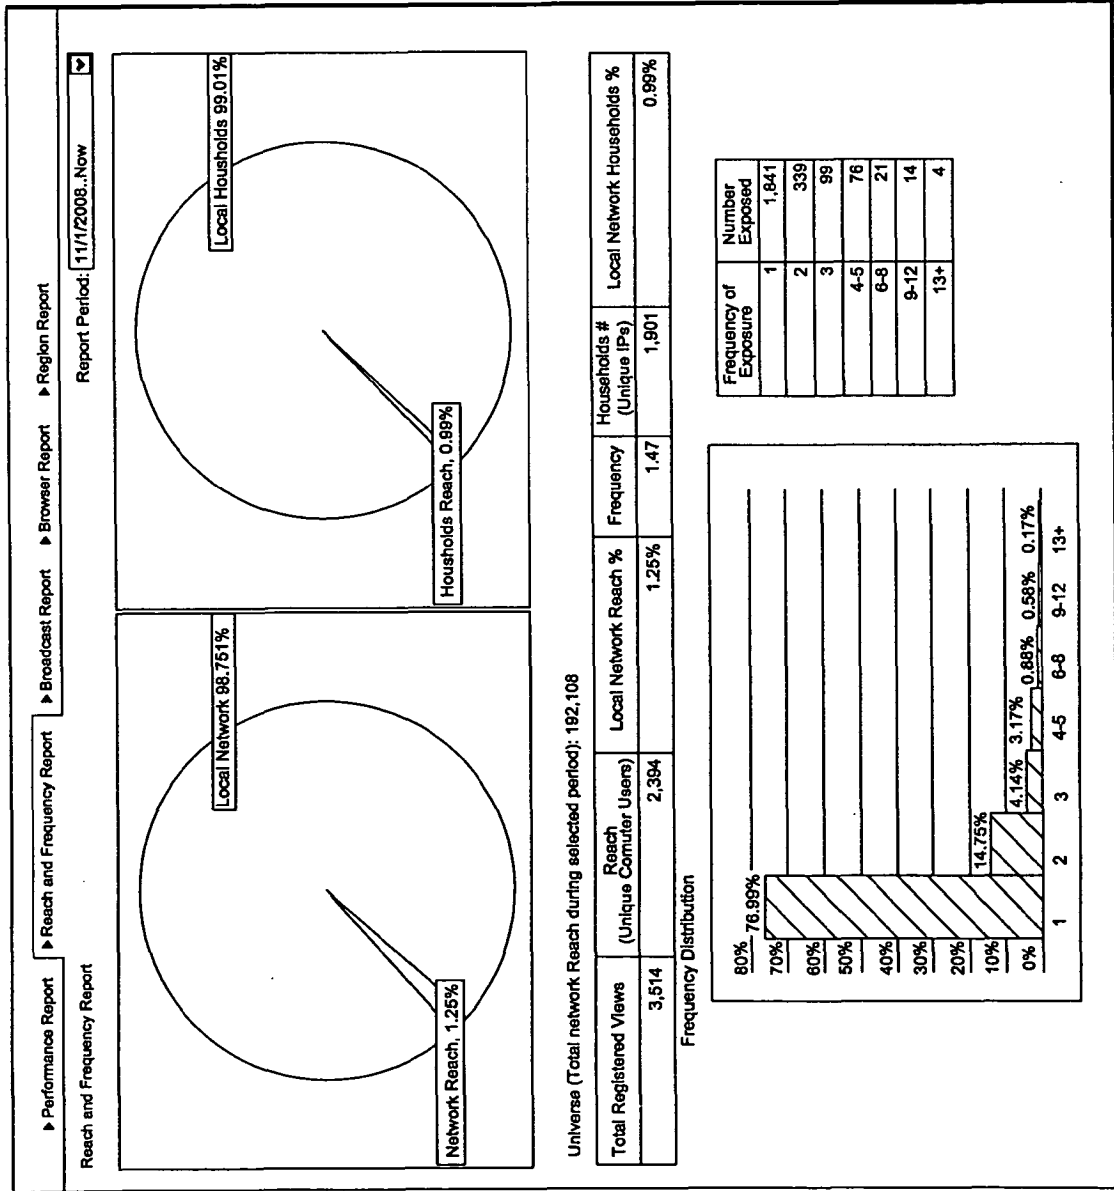 ▶ Performance Report ▶ Reach and Frequency Report ▶ Broadcast Report ▶ Browser Report ▶ Region Report
Reach and Frequency Report
Report Period: 11/1/2008..Now
Local Network 98.751%
Network Reach, 1.25%
Local Housholds 99.01%
Housholds Reach, 0.99%
Universe (Total network Reach during selected period): 192,108
Total Registered Views
Reach
(Unique Comuter Users)
Local Network Reach %
Frequency
Households #
(Unique IPs)
Local Network Households %
3,514 2,394 1.25% 1.47 1,901 0.99%
Frequency Distribution
80%
70%
60%
50%
40%
30%
20%
10%
0%
76.99%
14.75%
4.14%
3.17%
0.88%
0.58%
0.17%
1 2 3 4-5 6-8 9-12 13+
Frequency of
Exposure
Number
Exposed
1 1,841
2 339
3 99
4-5 76
6-8 21
9-12 14
13+ 4